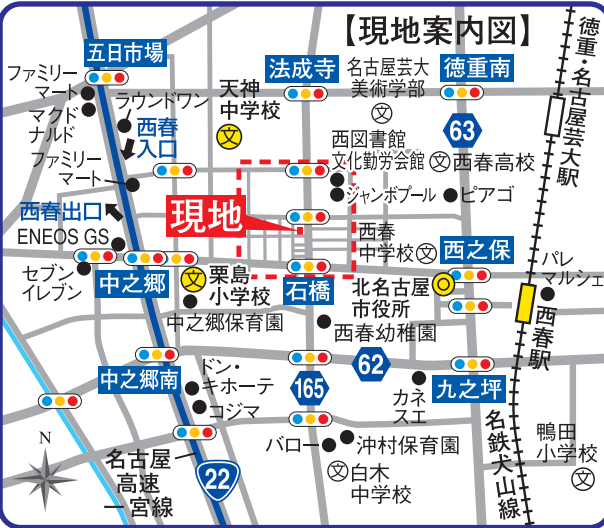 【現地案内図】
五日市場
ファミリー
マート
マクド
ナルド
ラウンドワン
西春
入口
ファミリー
マート
天神
中学校
文
法成寺
名古屋芸大
美術学部
文
徳重南
徳重・名古屋芸大駅
63
西図書館
文化勤労会館
文西春高校
ジャンボプール
ピアゴ
西春出口
ENEOS GS
現地
西春
中学校文
西之保
パレ
マルシェ
セブン
イレブン
中之郷
文
栗島
小学校
石橋
北名古屋
市役所
西春駅
中之郷保育園
西春幼稚園
中之郷南
ドン・
キホーテ
コジマ
165
62
カネ
スエ
九之坪
N
名古屋
高速
一宮線
22
バロー
沖村保育園
文白木
中学校
名鉄犬山線
鴨田
小学校
文